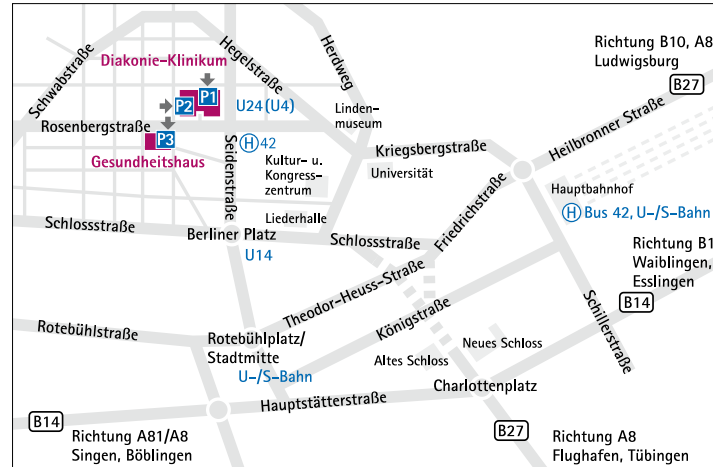 Schwabstraße
Hegelstraße
Herdweg
Diakonie-Klinikum
P1
P2
U24 (U4)
Rosenbergstraße
P3
Gesundheitshaus
Seidenstraße
H 42
Linden-
museum
Kultur- u.
Kongress-
zentrum
Liederhalle
Kriegsbergstraße
Universität
Richtung B10, A8
Ludwigsburg
B27
Heilbronner Straße
Hauptbahnhof
H Bus 42, U-/S-Bahn
Friedrichstraße
Schlossstraße
Berliner Platz
U14
Schlossstraße
Richtung B1
Waiblingen,
Esslingen
B14
Schillerstraße
Theodor-Heuss-Straße
Königstraße
Rotebühlstraße
Rotebühlplatz/
Stadtmitte
U-/S-Bahn
Altes Schloss
Neues Schloss
Charlottenplatz
Hauptstätterstraße
B14
Richtung A81/A8
Singen, Böblingen
B27
Richtung A8
Flughafen, Tübingen